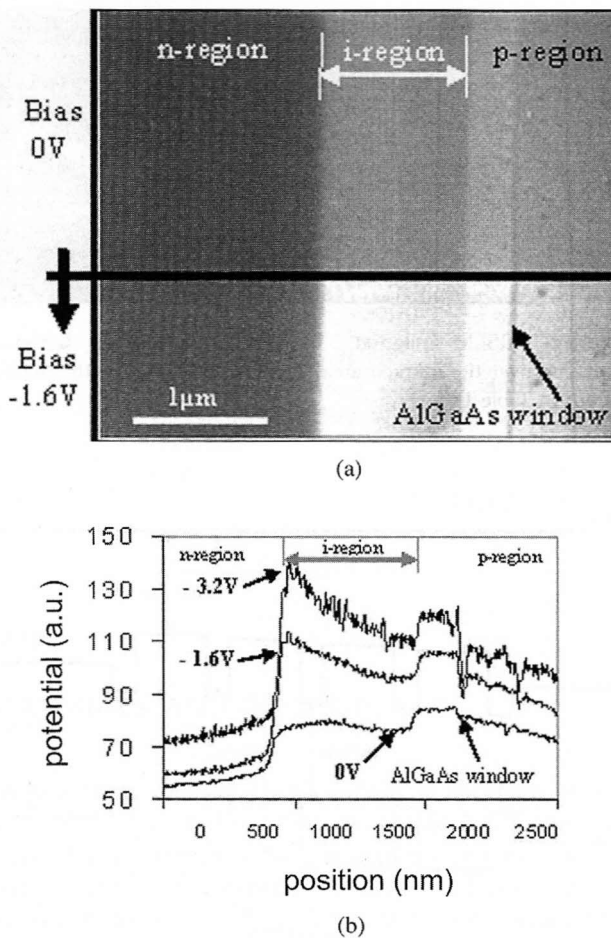 n-region i-region p-region
Bias
0V
Bias
-1.6V
1μm
AlGaAs window
(a)
150
130
110
90
70
50
potential (a.u.)
n-region i-region p-region
- 3.2V
- 1.6V
0V
AlGaAs window
0 500 1000 1500 2000 2500
position (nm)
(b)